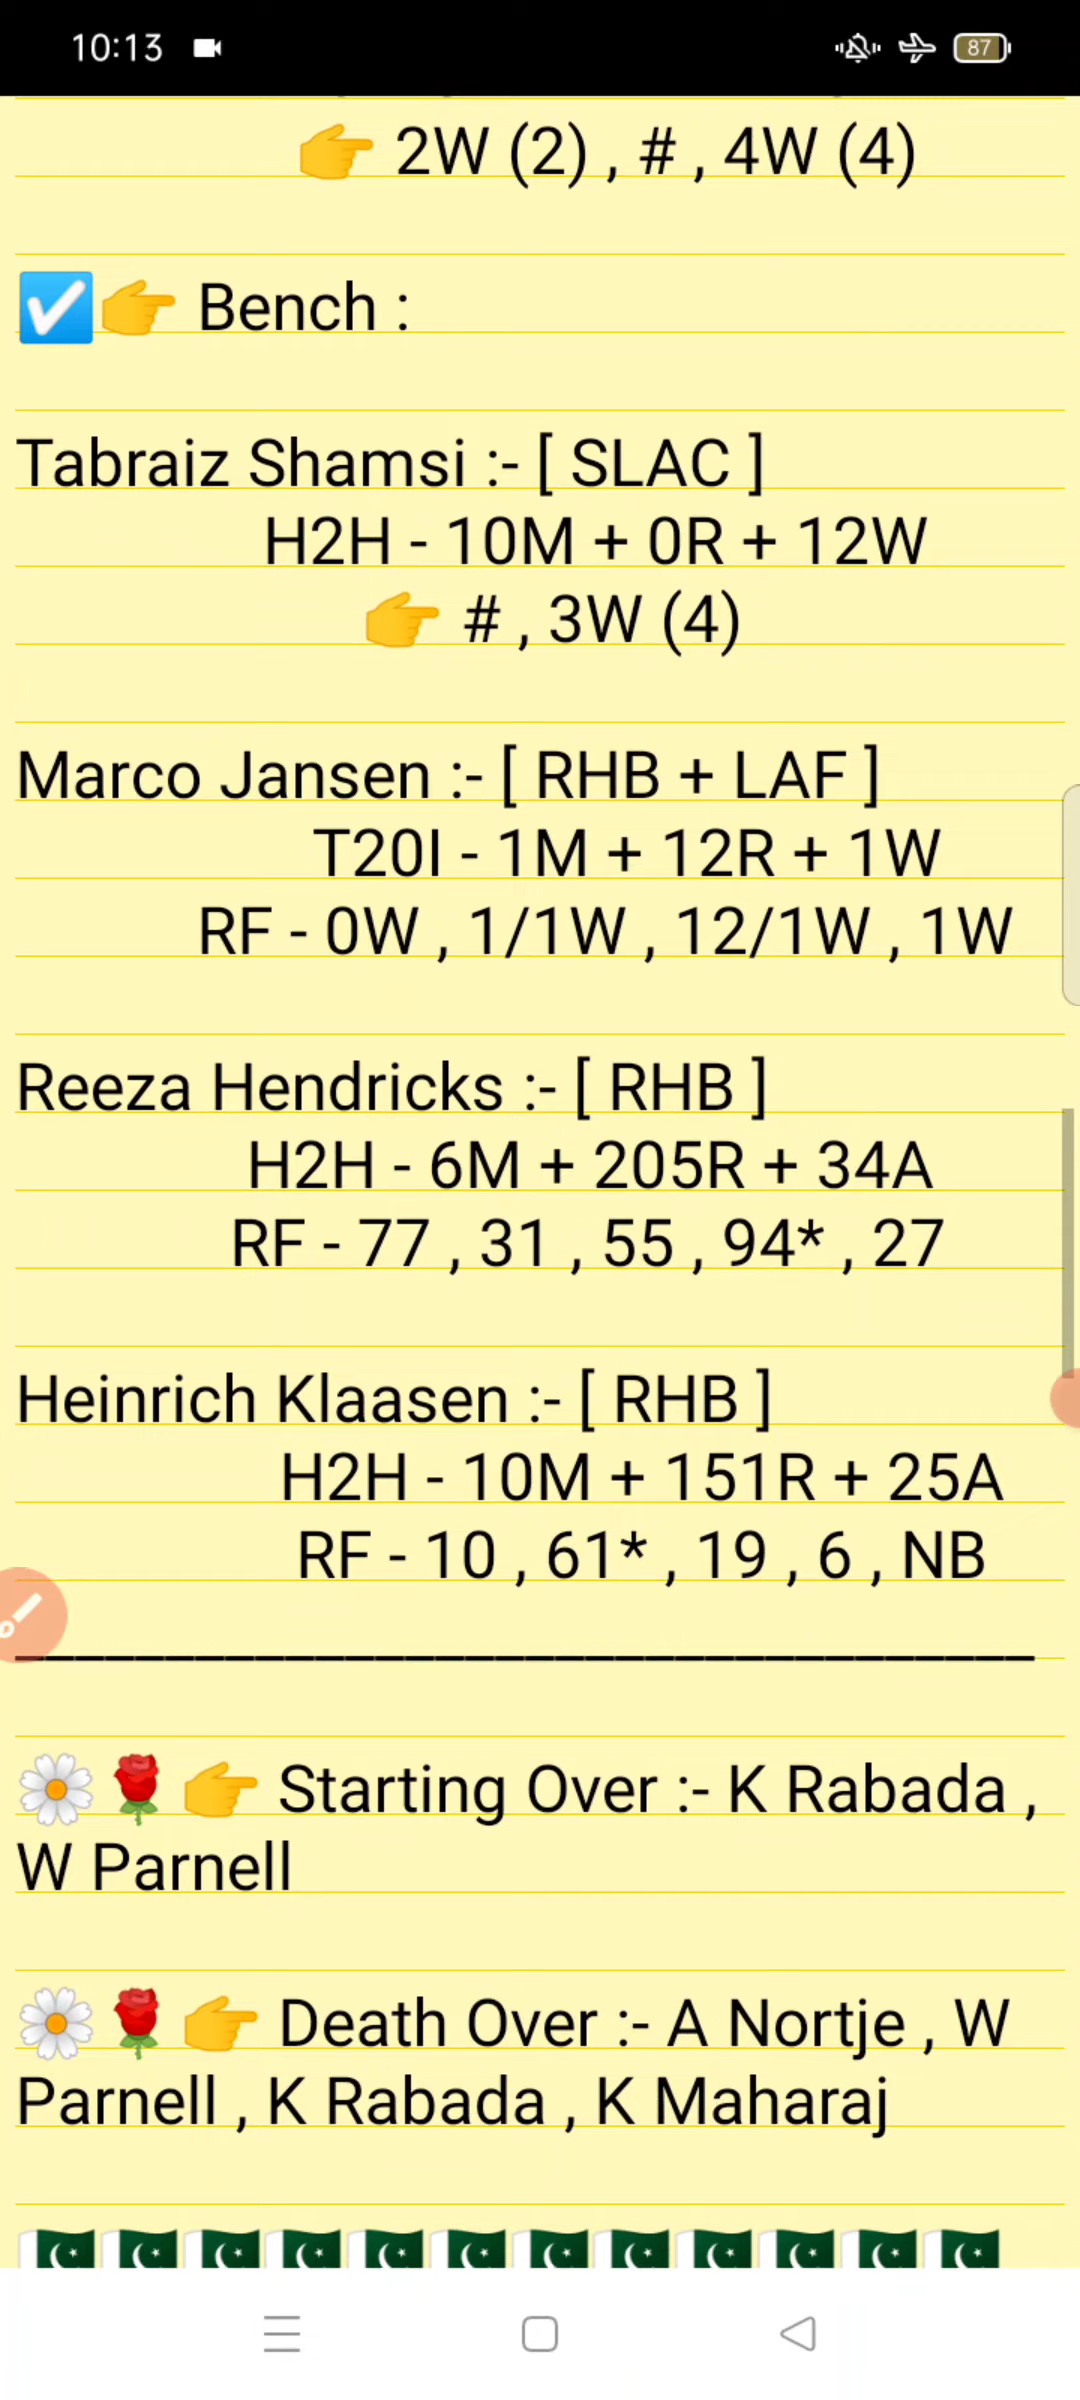 10:13
87
👉 2W (2) , # , 4W (4)
☑👉 Bench :
Tabraiz Shamsi :- [ SLAC ]
H2H - 10M + 0R + 12W
👉 # , 3W (4)
Marco Jansen :- [ RHB + LAF ]
T20I - 1M + 12R + 1W
RF - 0W , 1/1W , 12/1W , 1W
Reeza Hendricks :- [ RHB ]
H2H - 6M + 205R + 34A
RF - 77 , 31 , 55 , 94* , 27
Heinrich Klaasen :- [ RHB ]
H2H - 10M + 151R + 25A
RF - 10 , 61* , 19 , 6 , NB
🌼🌹👉 Starting Over :- K Rabada ,
W Parnell
🌼🌹👉 Death Over :- A Nortje , W
Parnell , K Rabada , K Maharaj